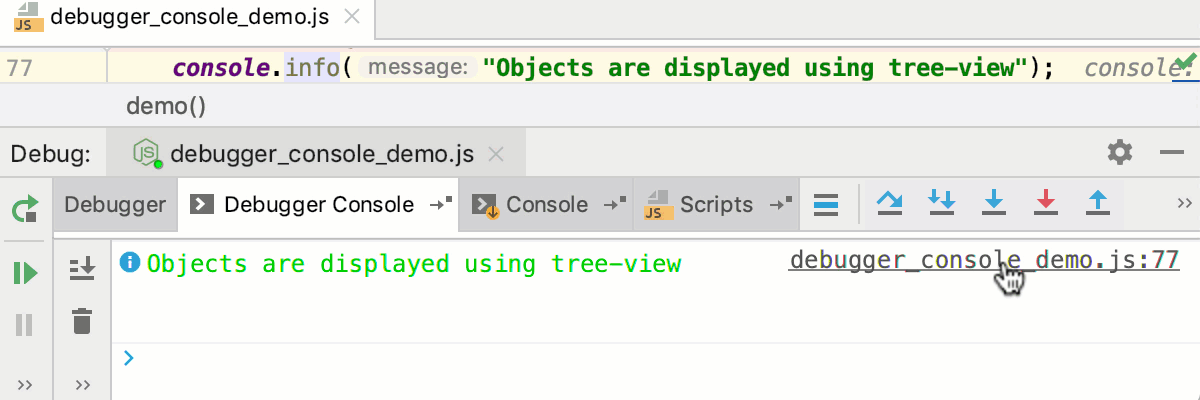 JS debugger_console_demo.js
77 console.info( message: "Objects are displayed using tree-view"); console:
demo()
Debug: JS debugger_console_demo.js
Debugger Debugger Console Console JS Scripts
Objects are displayed using tree-view debugger_console_demo.js:77